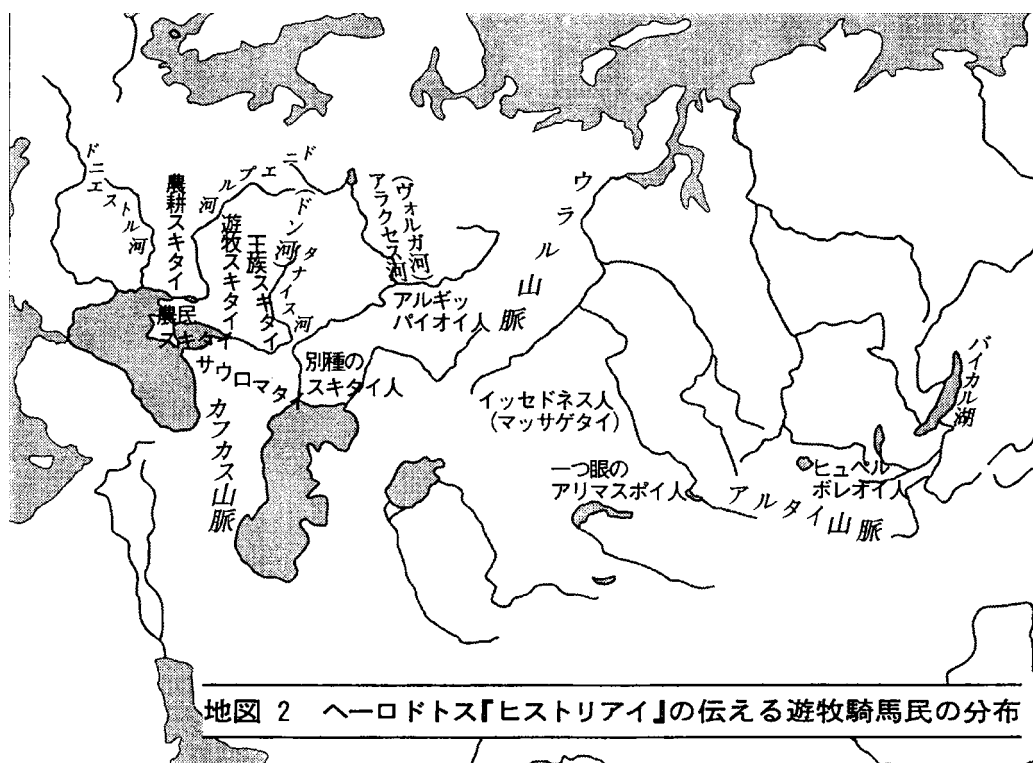 ドニエストル河
農耕スキタイ
ドニエプル河
遊牧スキタイ
王族スキタイ
タナイス河
(ドン河)
アラクセス河
(ヴォルガ河)
ウラル山脈
農民
スキタイ
サウロマタイ
別種の
スキタイ人
アルギッ
パイオイ人
カフカス山脈
イッセドネス人
(マッサゲタイ)
一つ眼の
アリマスポイ人
アルタイ山脈
ヒュペル
ボレオイ人
バイカル湖
地図 2 ヘーロドトス『ヒストリアイ』の伝える遊牧騎馬民の分布